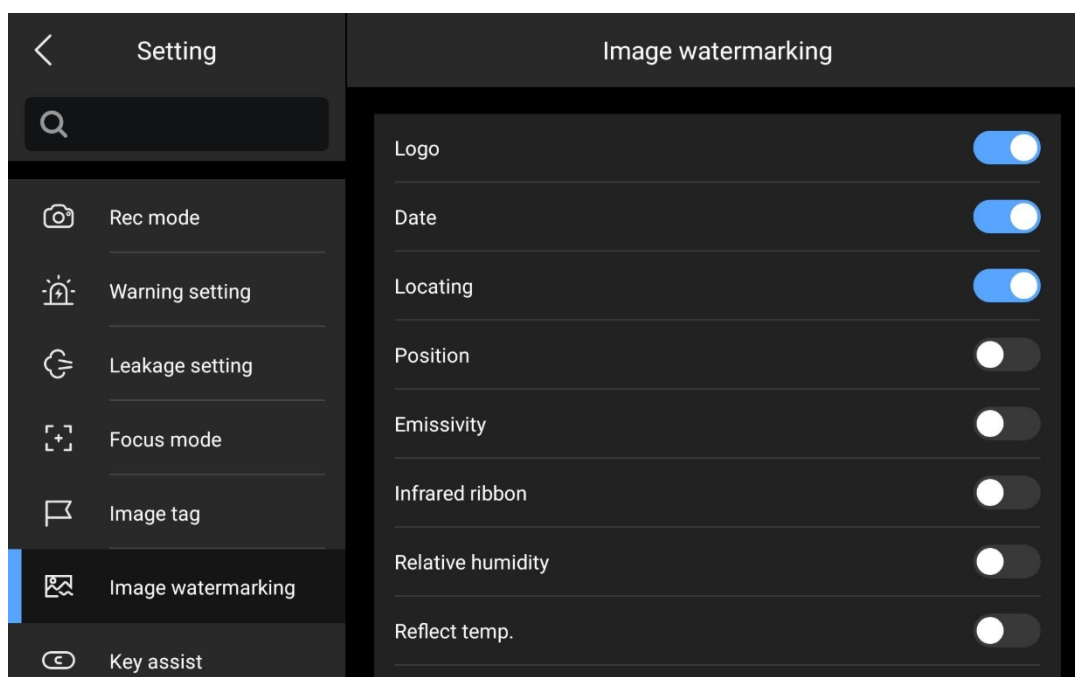 Setting
Image watermarking
Rec mode
Warning setting
Leakage setting
Focus mode
Image tag
Image watermarking
Key assist
Logo
Date
Locating
Position
Emissivity
Infrared ribbon
Relative humidity
Reflect temp.